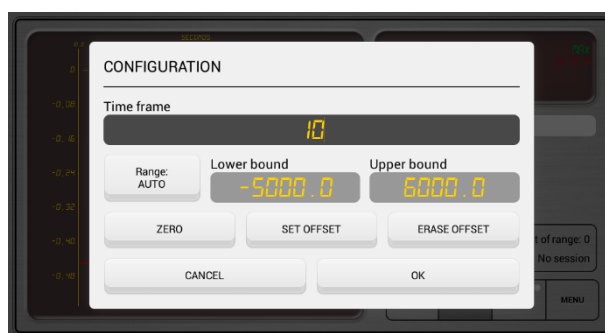 SECONDS
0
-0.08
-0.16
-0.24
-0.32
-0.40
-0.48
CONFIGURATION
Time frame
10
Range:
AUTO
Lower bound
-5000.0
Upper bound
6000.0
ZERO
SET OFFSET
ERASE OFFSET
CANCEL
OK
t of range: 0
No session
MENU